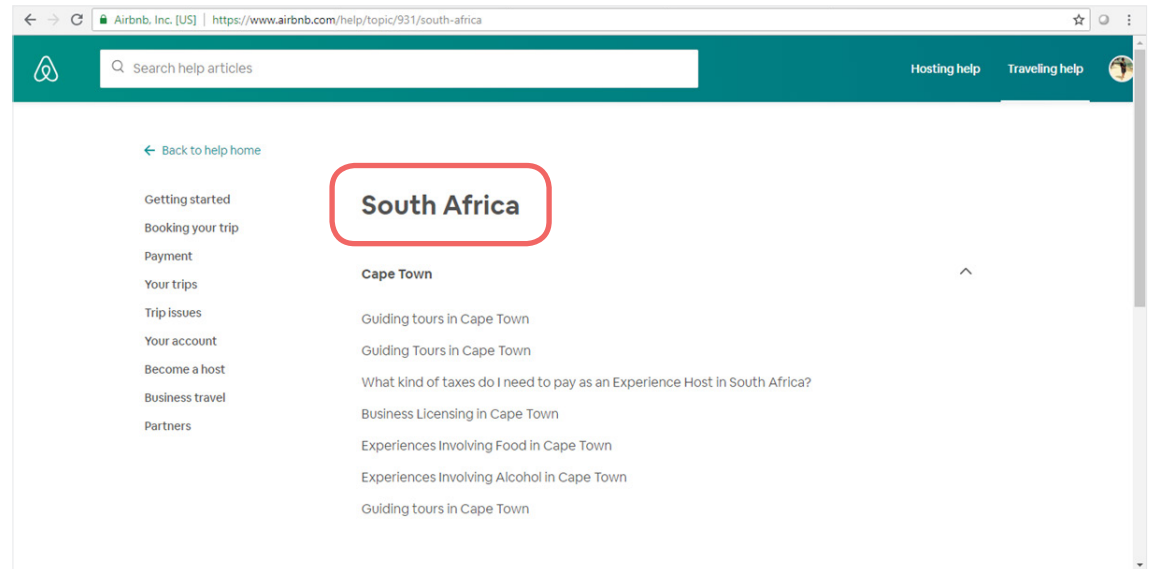 Airbnb, Inc. [US] | https://www.airbnb.com/help/topic/931/south-africa
Search help articles
Hosting help
Traveling help
Back to help home
Getting started
Booking your trip
Payment
Your trips
Trip issues
Your account
Become a host
Business travel
Partners
South Africa
Cape Town
Guiding tours in Cape Town
Guiding Tours in Cape Town
What kind of taxes do I need to pay as an Experience Host in South Africa?
Business Licensing in Cape Town
Experiences Involving Food in Cape Town
Experiences Involving Alcohol in Cape Town
Guiding tours in Cape Town